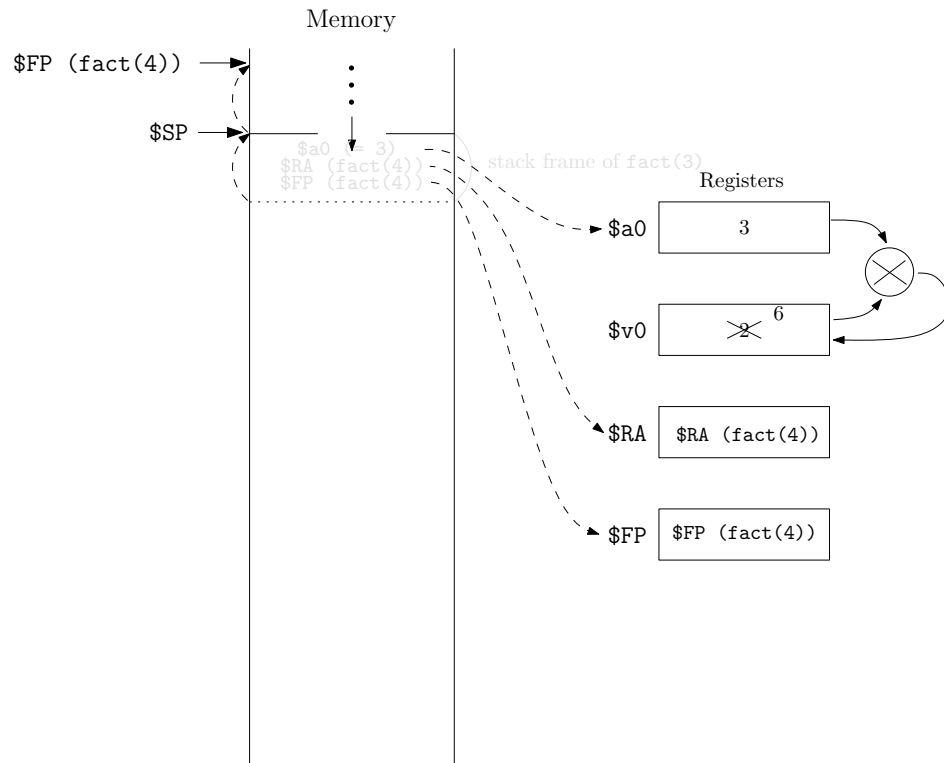 Memory
$FP (fact(4))
$SP
$a0 (= 3)
$RA (fact(4))
$FP (fact(4))
stack frame of fact(3)
Registers
$a0
3
6
$v0
2
$RA
$RA (fact(4))
$FP
$FP (fact(4))